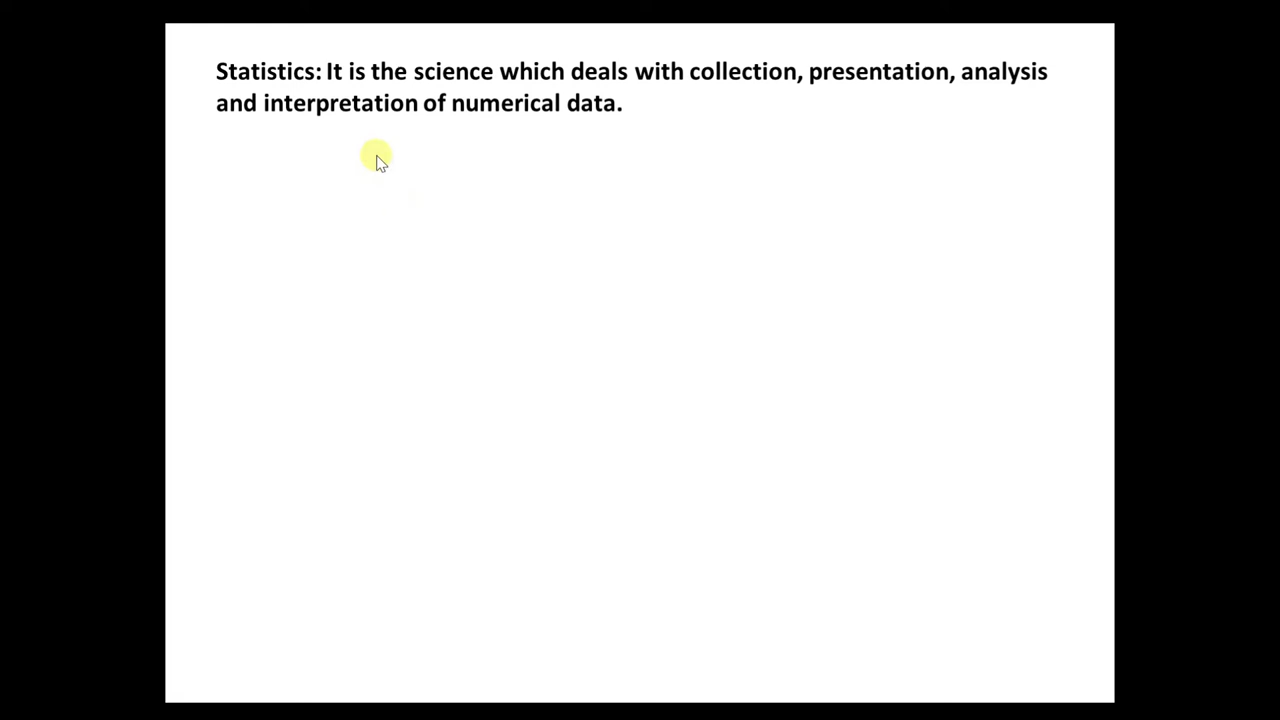 Statistics: It is the science which deals with collection, presentation, analysis
and interpretation of numerical data.